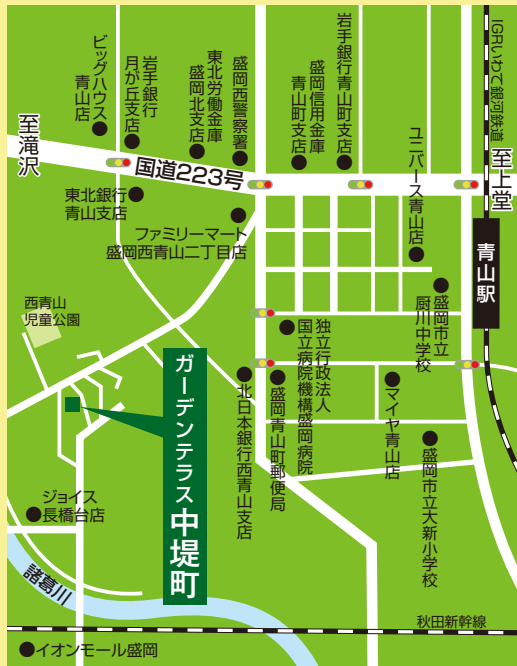 至滝沢
ビッグハウス
青山店
岩手銀行
月が丘支店
東北労働金庫
盛岡北支店
盛岡西警察署
盛岡信用金庫
青山町支店
岩手銀行青山町支店
ユニバース青山店
IGRいわて銀河鉄道
至上堂
国道223号
東北銀行
青山支店
ファミリーマート
盛岡西青山二丁目店
青山駅
西青山
児童公園
盛岡市立
厨川中学校
独立行政法人
国立病院機構盛岡病院
ガーデンテラス中堤町
北日本銀行西青山支店
盛岡青山町郵便局
マイヤ青山店
盛岡市立大新小学校
ジョイス
長橋台店
諸葛川
秋田新幹線
イオンモール盛岡